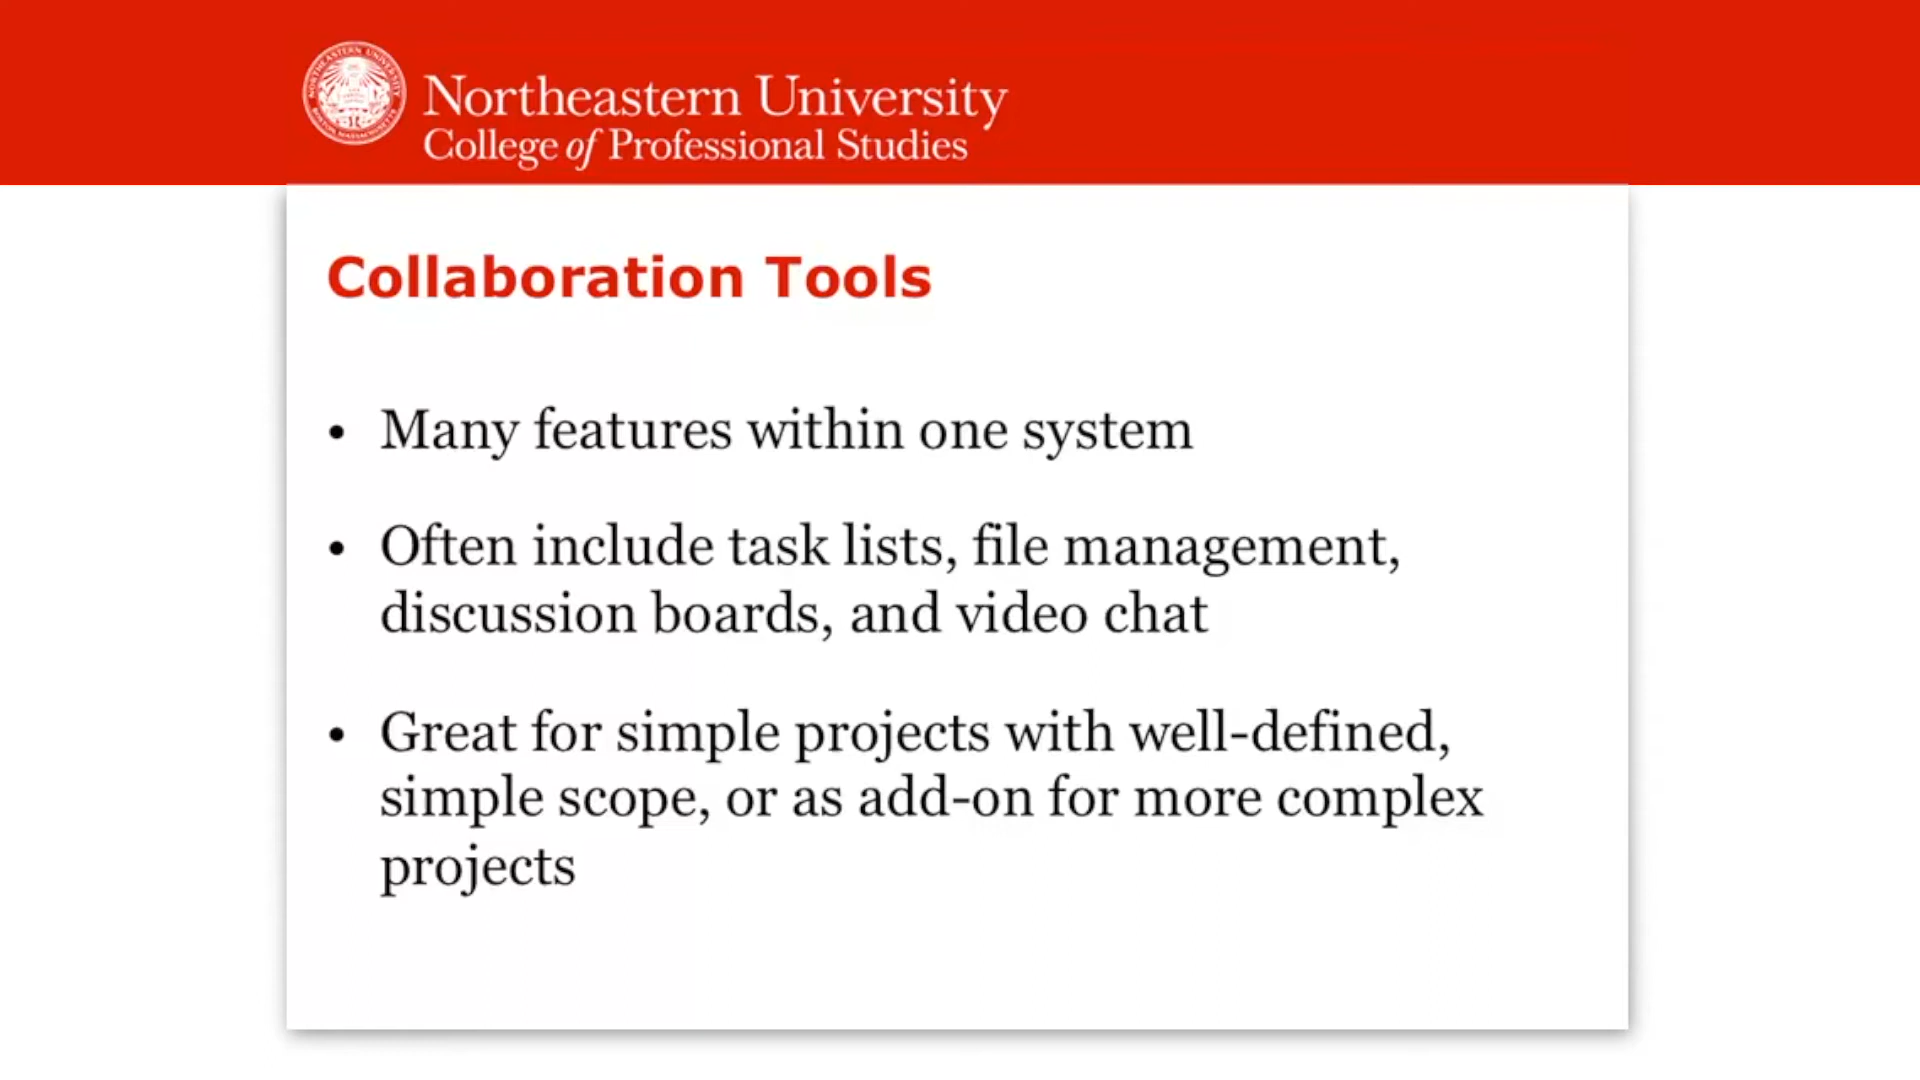 Northeastern University
College of Professional Studies
Collaboration Tools
• Many features within one system
• Often include task lists, file management,
discussion boards, and video chat
• Great for simple projects with well-defined,
simple scope, or as add-on for more complex
projects